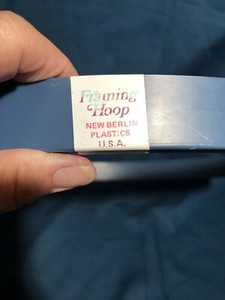 Framing
Hoop
NEW BERLIN
PLASTICS
U.S.A.